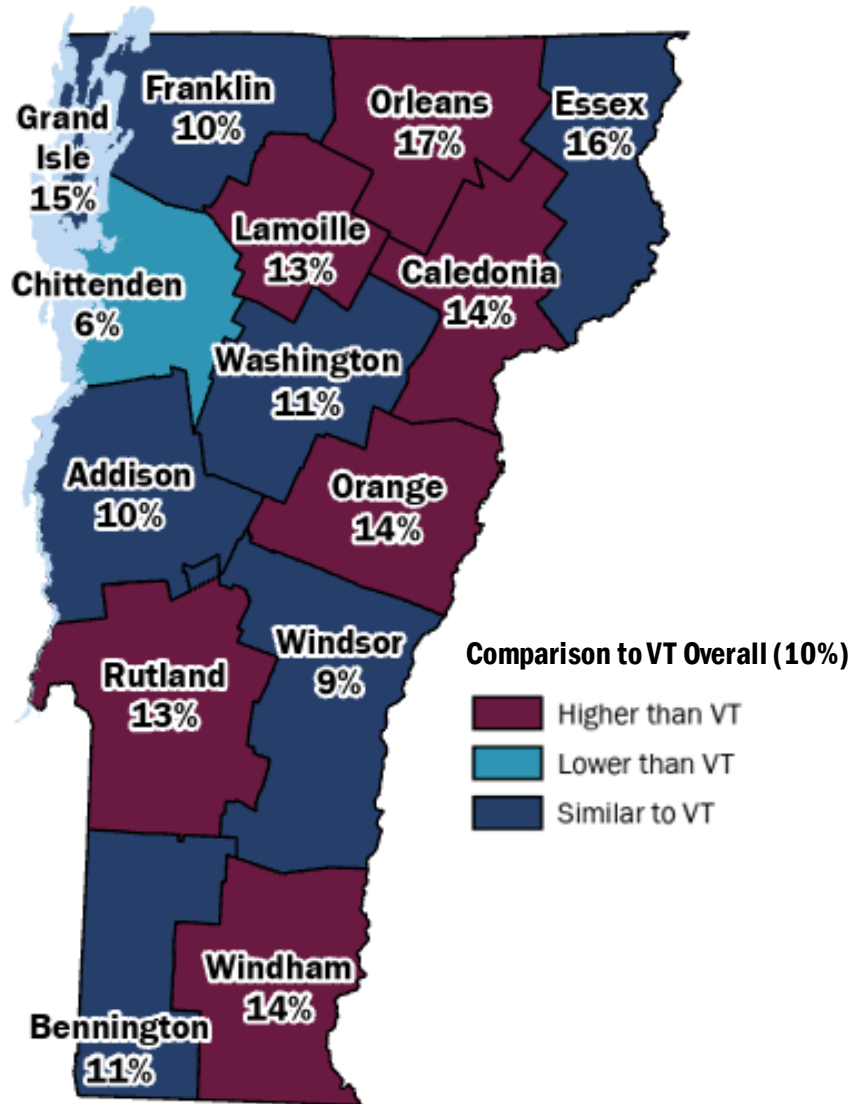 Franklin
10%
Orleans
17%
Essex
16%
Grand
Isle
15%
Lamoille
13%
Caledonia
14%
Chittenden
6%
Washington
11%
Addison
10%
Orange
14%
Windsor
9%
Rutland
13%
Comparison to VT Overall (10%)
Higher than VT
Lower than VT
Similar to VT
Windham
14%
Bennington
11%